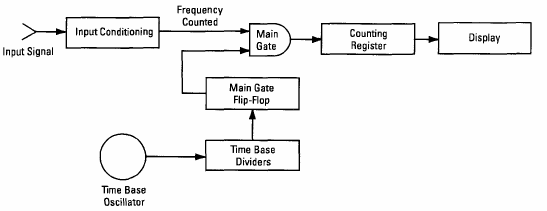 Frequency
Counted
Input Signal
Input Conditioning
Main
Gate
Counting
Register
Display
Main Gate
Flip-Flop
Time Base
Dividers
Time Base
Oscillator